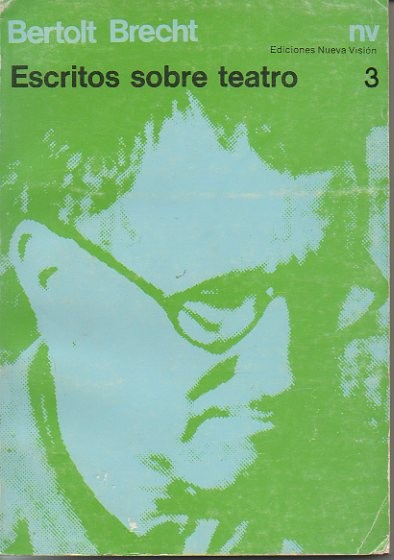 Bertolt Brecht nv
Ediciones Nueva Visión
Escritos sobre teatro 3